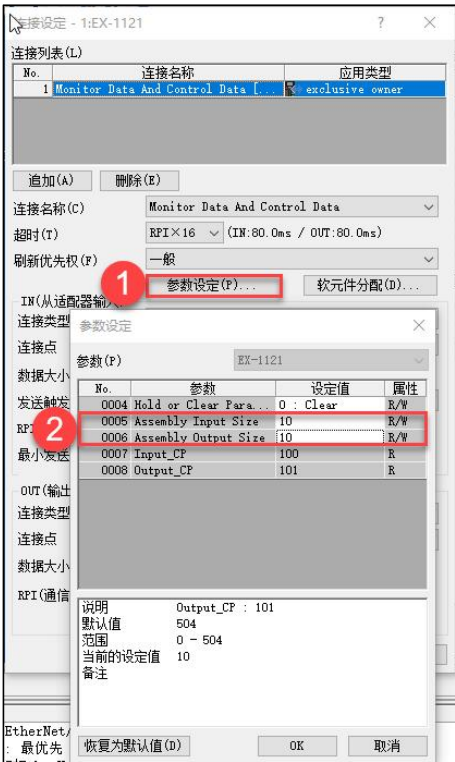 连接设定 - 1:EX-1121 ? ×
连接列表(L)
No. 连接名称 应用类型
1 Monitor Data And Control Data [... exclusive owner
追加(A) 删除(E)
连接名称(C) Monitor Data And Control Data
超时(T) RPI×16 (IN:80.0ms / OUT:80.0ms)
刷新优先权(F) 一般
1
参数设定(P)... 软元件分配(D)...
IN(从适配器输入)
连接类型
连接点
数据大小
发送触发
RPI
最小发送
OUT(输出
连接类型
连接点
数据大小
RPI(通信
参数设定 ×
参数(P) EX-1121
No. 参数 设定值 属性
0004 Hold or Clear Para... 0 : Clear R/W
2
0005 Assembly Input Size 10 R/W
0006 Assembly Output Size 10 R/W
0007 Input_CP 100 R
0008 Output_CP 101 R
说明 Output_CP : 101
默认值 504
范围 0 - 504
当前的设定值 10
备注
恢复为默认值(D) OK 取消
EtherNet/
: 最优先